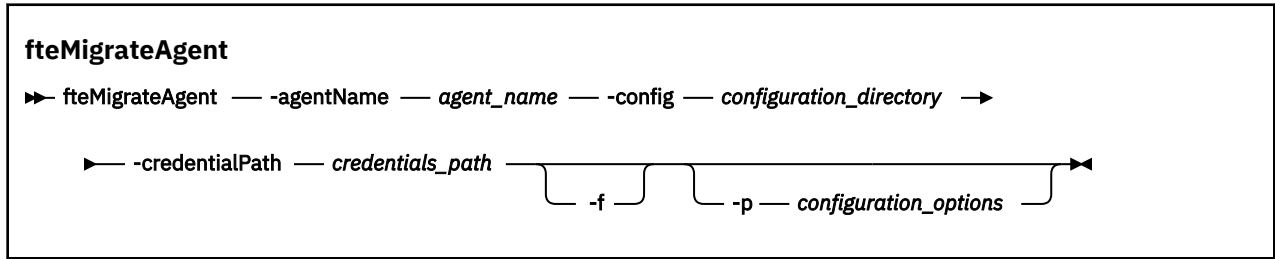 fteMigrateAgent
fteMigrateAgent -agentName agent_name -config configuration_directory
-credentialPath credentials_path
-f -p configuration_options